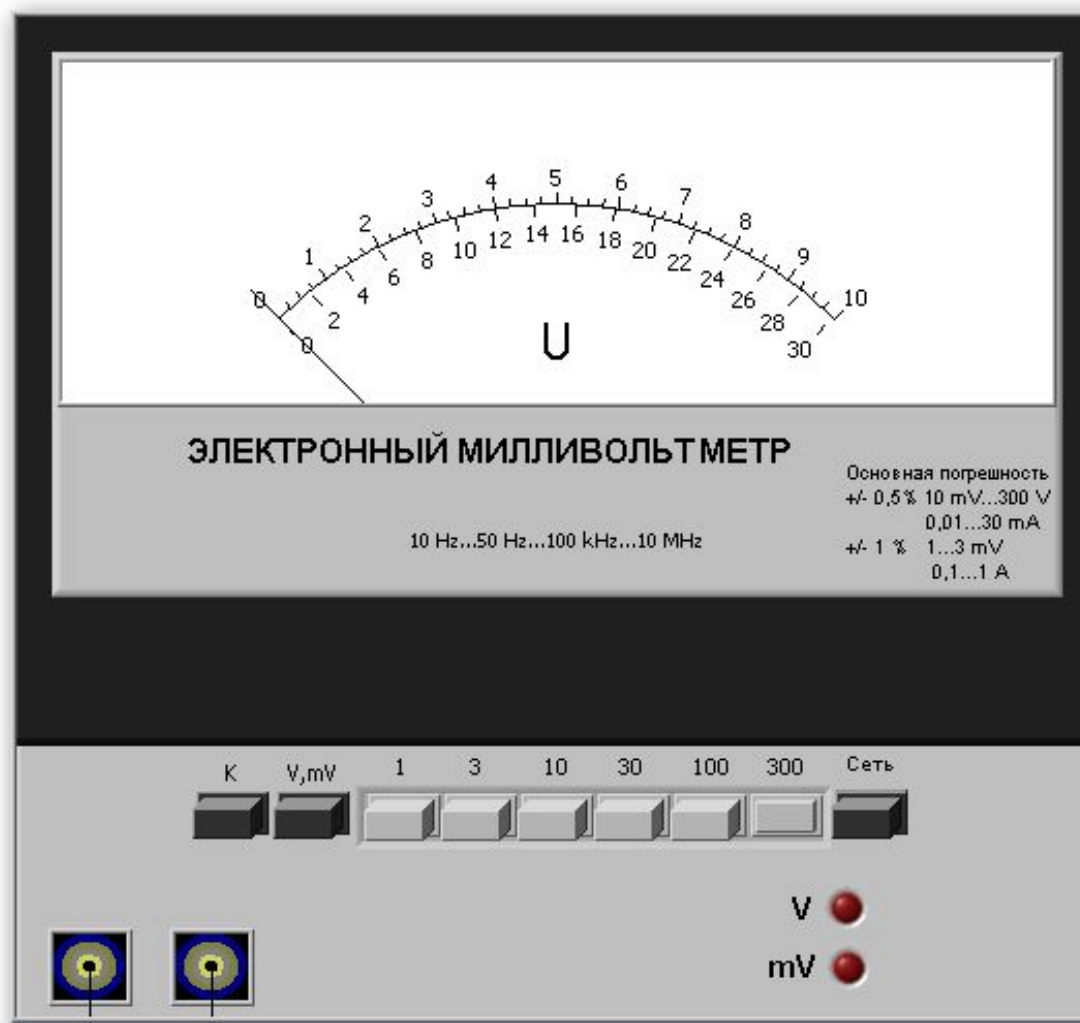 0 1 2 3 4 5 6 7 8 9 10
0 2 4 6 8 10 12 14 16 18 20 22 24 26 28 30
U
ЭЛЕКТРОННЫЙ МИЛЛИВОЛЬТМЕТР
Основная погрешность
+/- 0,5% 10 mV...300 V
0,01...30 mA
+/- 1 % 1...3 mV
0,1...1 A
10 Hz...50 Hz...100 kHz...10 MHz
K V,mV 1 3 10 30 100 300 Сеть
V
mV